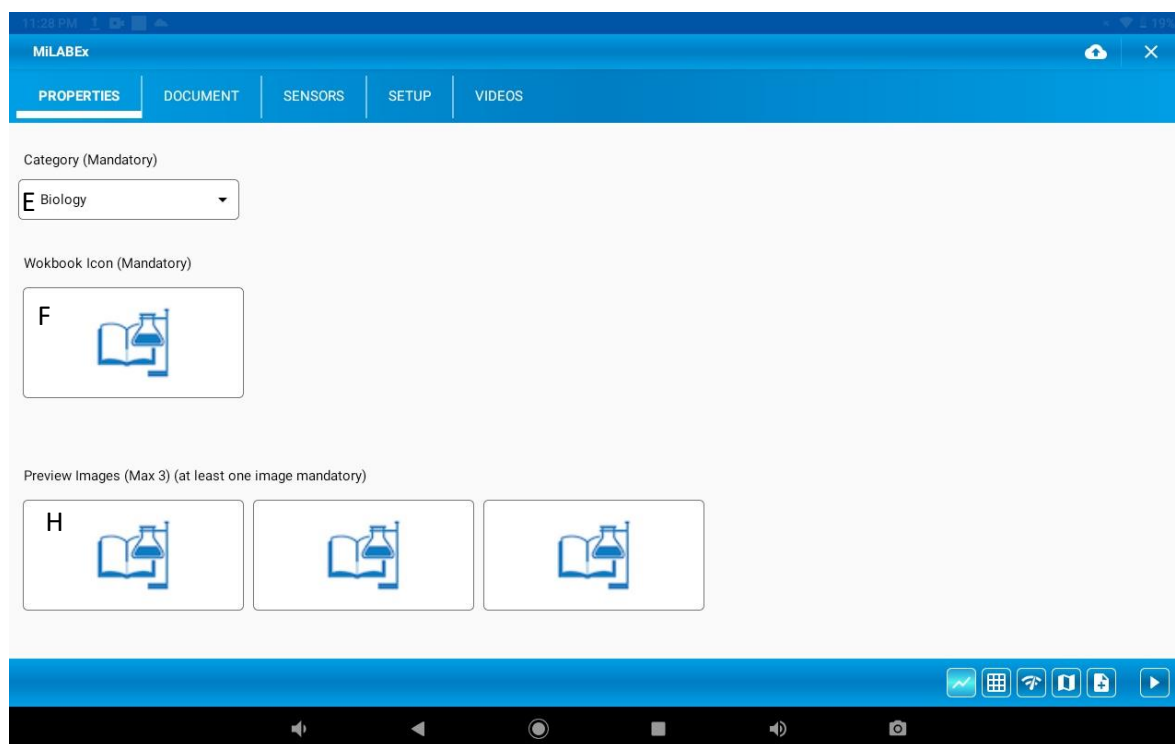 11:28 PM 19%
MiLABEx
PROPERTIES DOCUMENT SENSORS SETUP VIDEOS
Category (Mandatory)
E Biology
Wokbook Icon (Mandatory)
F
Preview Images (Max 3) (at least one image mandatory)
H